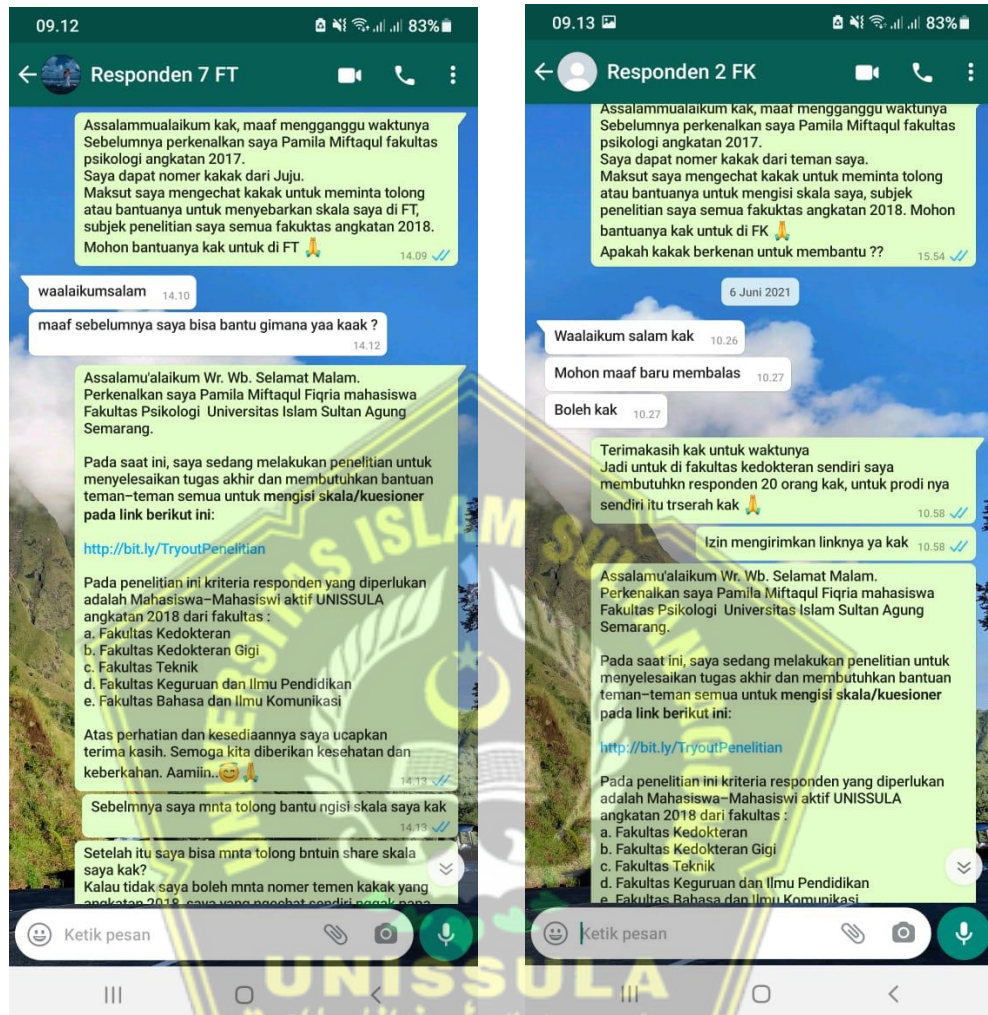 09.12
83%
Responden 7 FT
Assalammualaikum kak, maaf mengganggu waktunya
Sebelumnya perkenalkan saya Pamila Miftaqul fakultas
psikologi angkatan 2017.
Saya dapat nomer kakak dari Juju.
Maksut saya mengechat kakak untuk meminta tolong
atau bantuanya untuk menyebarkan skala saya di FT,
subjek penelitian saya semua fakuktas angkatan 2018.
Mohon bantuanya kak untuk di FT 🙏
14.09
waalaikumsalam 14.10
maaf sebelumnya saya bisa bantu gimana yaa kaak ?
14.12
Assalamu'alaikum Wr. Wb. Selamat Malam.
Perkenalkan saya Pamila Miftaqul Fiqria mahasiswa
Fakultas Psikologi Universitas Islam Sultan Agung
Semarang.
Pada saat ini, saya sedang melakukan penelitian untuk
menyelesaikan tugas akhir dan membutuhkan bantuan
teman-teman semua untuk mengisi skala/kuesioner
pada link berikut ini:
http://bit.ly/TryoutPenelitian
Pada penelitian ini kriteria responden yang diperlukan
adalah Mahasiswa-Mahasiswi aktif UNISSULA
angkatan 2018 dari fakultas :
a. Fakultas Kedokteran
b. Fakultas Kedokteran Gigi
c. Fakultas Teknik
d. Fakultas Keguruan dan Ilmu Pendidikan
e. Fakultas Bahasa dan Ilmu Komunikasi
Atas perhatian dan kesediaannya saya ucapkan
terima kasih. Semoga kita diberikan kesehatan dan
keberkahan. Aamiin..😇🙏
14.13
Sebelmnya saya mnta tolong bantu ngisi skala saya kak
14.13
Setelah itu saya bisa mnta tolong bntuin share skala
saya kak?
Kalau tidak saya boleh mnta nomer temen kakak yang
angkatan 2018, saya yang ngechat sendiri nggak papa
Ketik pesan
09.13
83%
Responden 2 FK
Assalammualaikum kak, maaf mengganggu waktunya
Sebelumnya perkenalkan saya Pamila Miftaqul fakultas
psikologi angkatan 2017.
Saya dapat nomer kakak dari teman saya.
Maksut saya mengechat kakak untuk meminta tolong
atau bantuanya untuk mengisi skala saya, subjek
penelitian saya semua fakuktas angkatan 2018. Mohon
bantuanya kak untuk di FK 🙏
Apakah kakak berkenan untuk membantu ?? 15.54
6 Juni 2021
Waalaikum salam kak 10.26
Mohon maaf baru membalas 10.27
Boleh kak 10.27
Terimakasih kak untuk waktunya
Jadi untuk di fakultas kedokteran sendiri saya
membutuhkn responden 20 orang kak, untuk prodi nya
sendiri itu trserah kak 🙏
10.58
Izin mengirimkan linknya ya kak 10.58
Assalamu'alaikum Wr. Wb. Selamat Malam.
Perkenalkan saya Pamila Miftaqul Fiqria mahasiswa
Fakultas Psikologi Universitas Islam Sultan Agung
Semarang.
Pada saat ini, saya sedang melakukan penelitian untuk
menyelesaikan tugas akhir dan membutuhkan bantuan
teman-teman semua untuk mengisi skala/kuesioner
pada link berikut ini:
http://bit.ly/TryoutPenelitian
Pada penelitian ini kriteria responden yang diperlukan
adalah Mahasiswa-Mahasiswi aktif UNISSULA
angkatan 2018 dari fakultas :
a. Fakultas Kedokteran
b. Fakultas Kedokteran Gigi
c. Fakultas Teknik
d. Fakultas Keguruan dan Ilmu Pendidikan
e. Fakultas Bahasa dan Ilmu Komunikasi
Ketik pesan
UNIVERSITAS ISLAM SULTAN AGUNG
UNISSULA